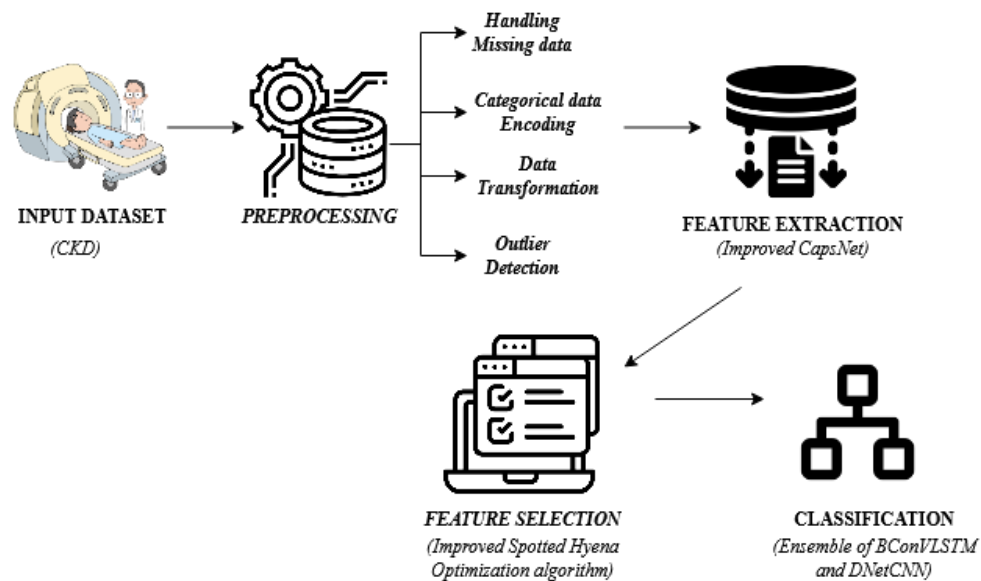 Handling
Missing data
Categorical data
Encoding
Data
Transformation
Outlier
Detection
INPUT DATASET
(CKD)
PREPROCESSING
FEATURE EXTRACTION
(Improved CapsNet)
FEATURE SELECTION
(Improved Spotted Hyena
Optimization algorithm)
CLASSIFICATION
(Ensemble of BConVLSTM
and DNetCNN)